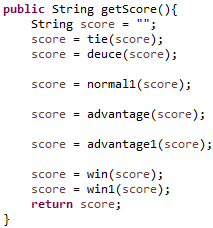 public String getScore(){
    String score = "";
    score = tie(score);
    score = deuce(score);

    score = normal1(score);

    score = advantage(score);

    score = advantage1(score);

    score = win(score);
    score = win1(score);
    return score;
}